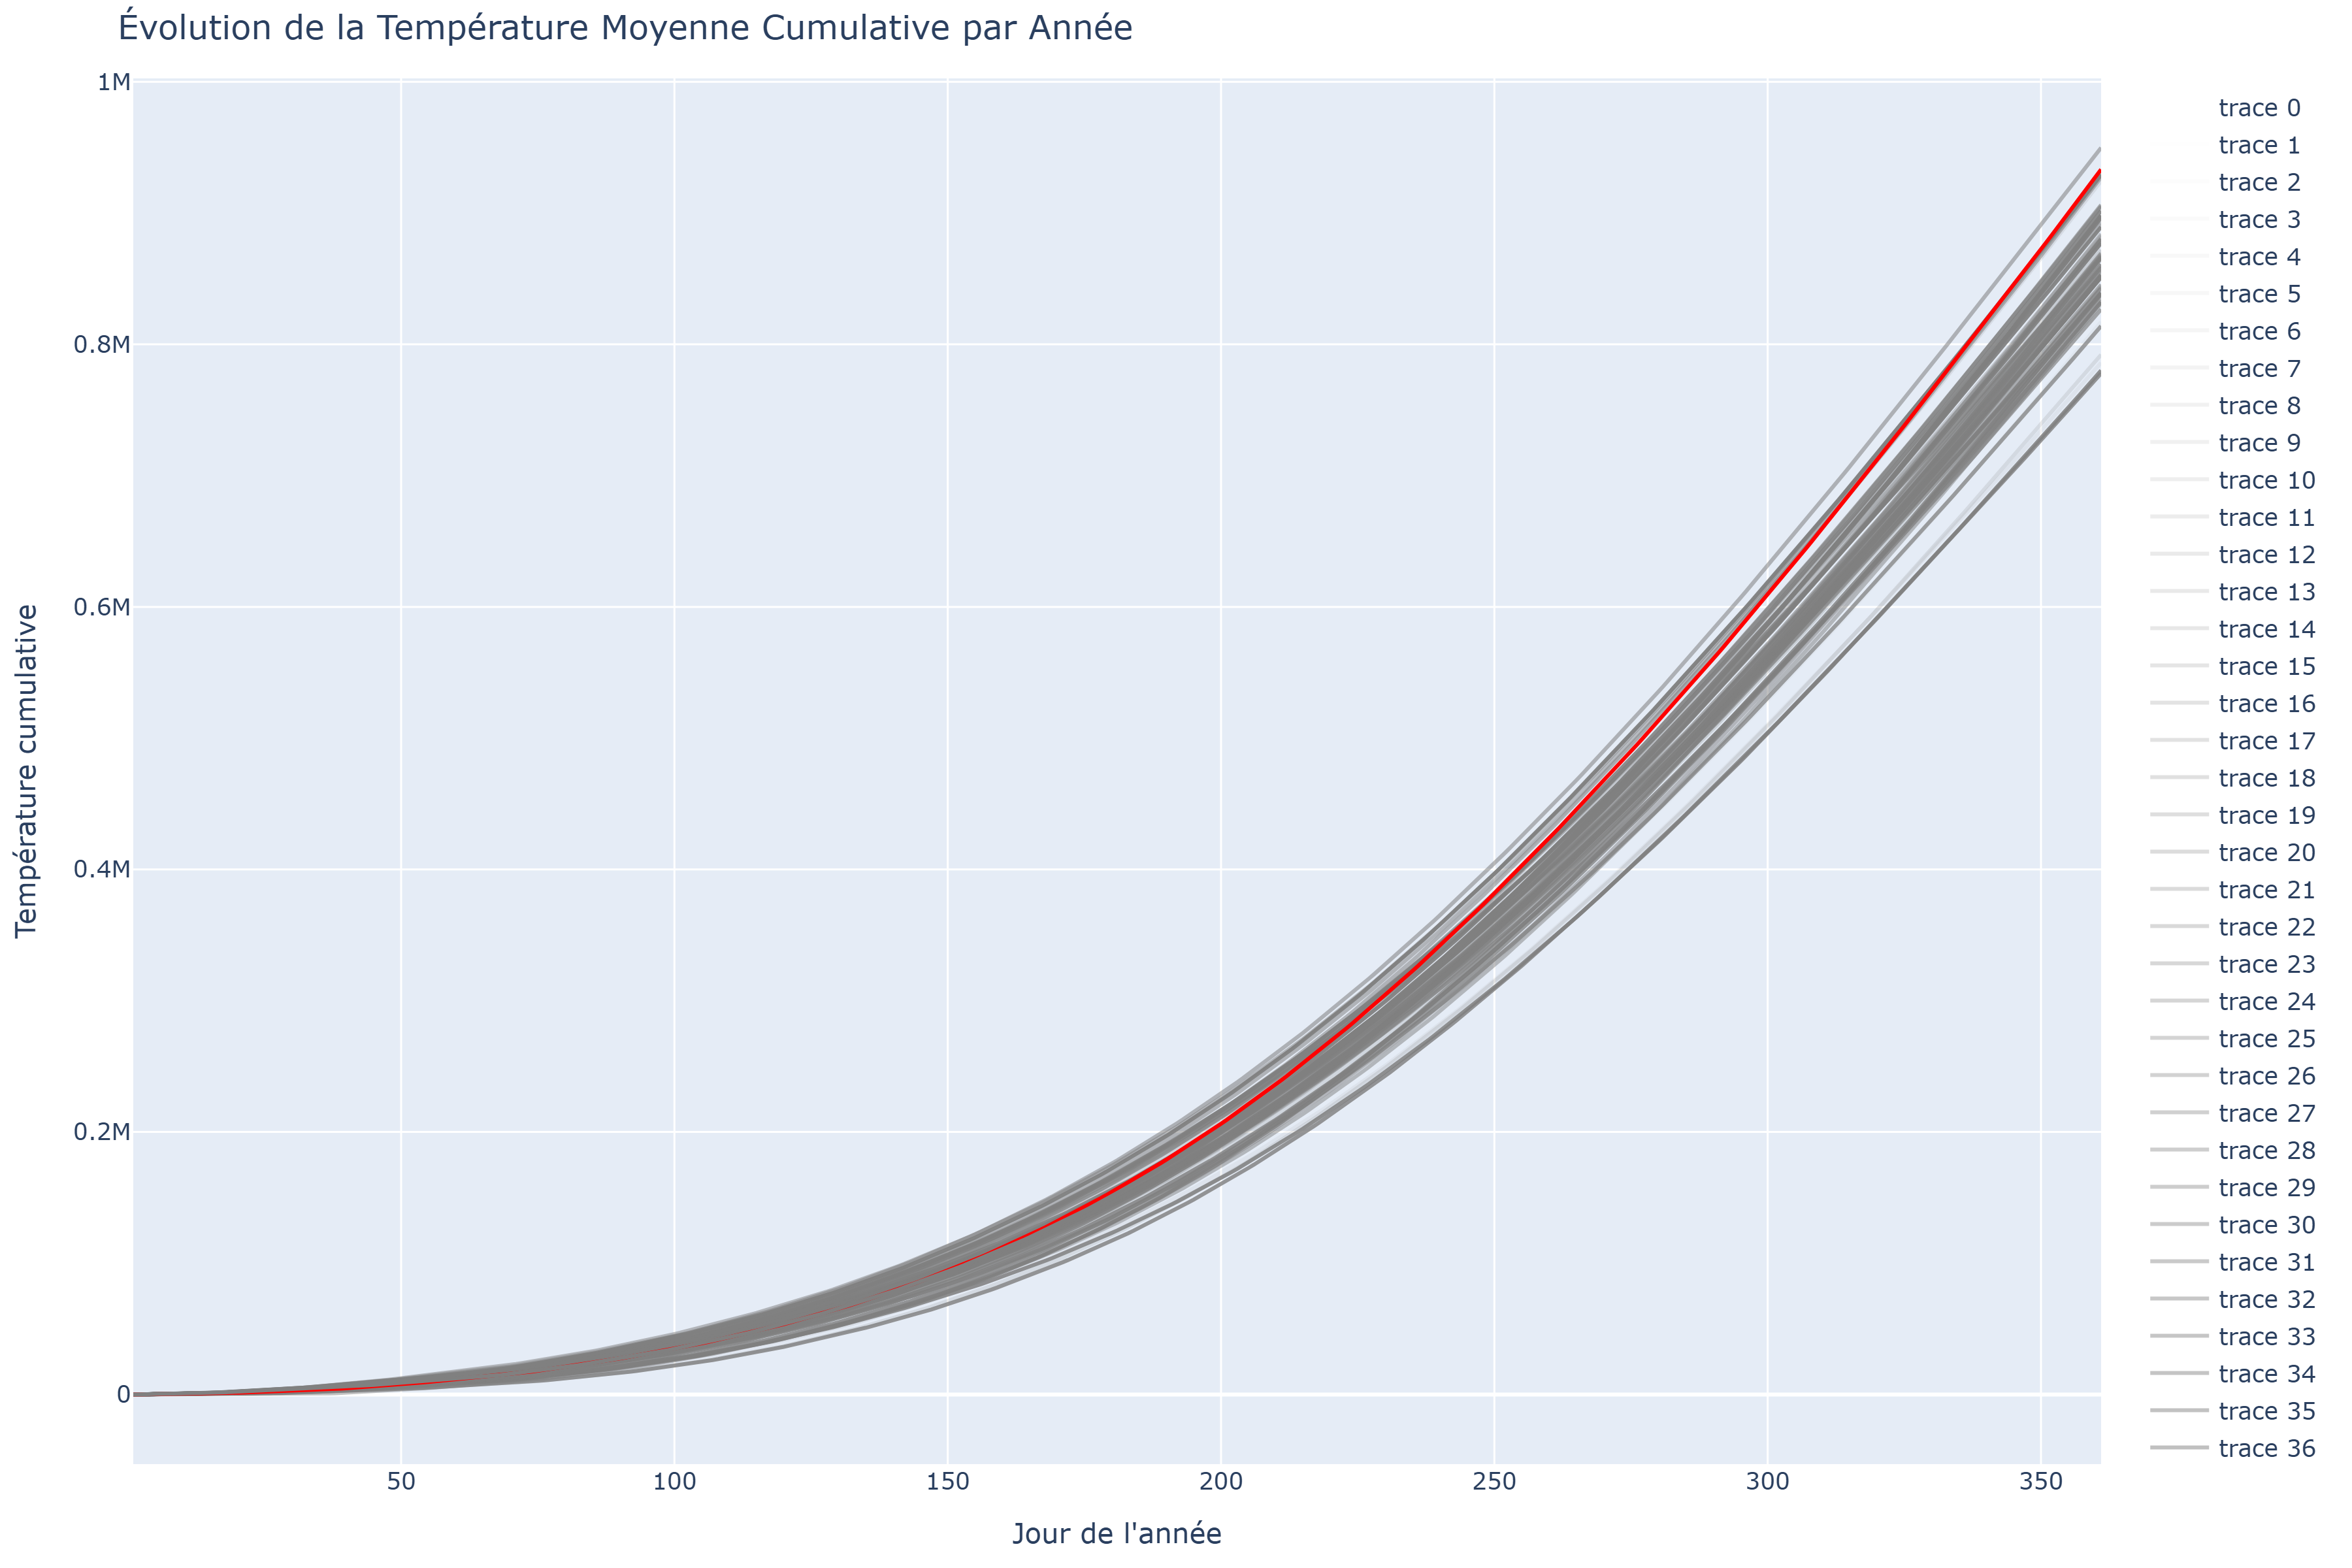 Évolution de la Température Moyenne Cumulative par Année
Température cumulative
1M
0.8M
0.6M
0.4M
0.2M
0
50
100
150
200
250
300
350
Jour de l'année
trace 0
trace 1
trace 2
trace 3
trace 4
trace 5
trace 6
trace 7
trace 8
trace 9
trace 10
trace 11
trace 12
trace 13
trace 14
trace 15
trace 16
trace 17
trace 18
trace 19
trace 20
trace 21
trace 22
trace 23
trace 24
trace 25
trace 26
trace 27
trace 28
trace 29
trace 30
trace 31
trace 32
trace 33
trace 34
trace 35
trace 36